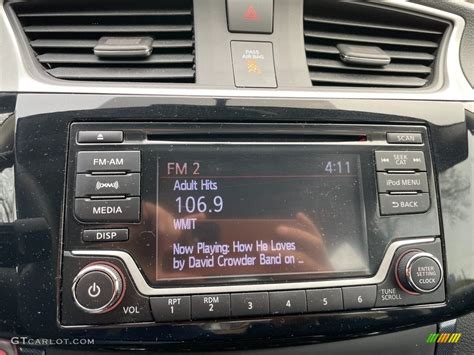 PASS
AIR BAG
SCAN
FM-AM
SEEK
CAT
((XM))
iPod MENU
MEDIA
BACK
DISP
FM 2
4:11
Adult Hits
106.9
WMIT
Now Playing: How He Loves
by David Crowder Band on ...
VOL
RPT
1
RDM
2
3
4
5
6
TUNE
SCROLL
ENTER
SETTING
CLOCK
GTCARLOT.COM